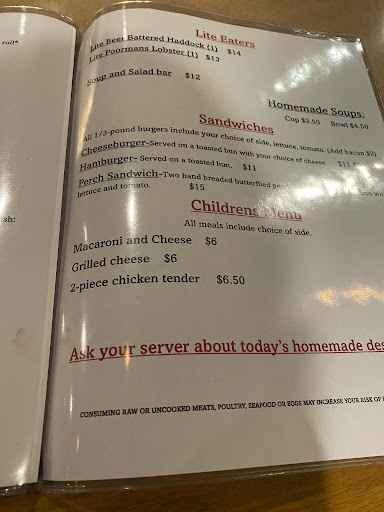 roll*
Lite Eaters
Lite Beer Battered Haddock (1) $14
Lite Poormans Lobster (1) $13
Soup and Salad bar $12
Homemade Soups:
Cup $3.50 Bowl $4.50
Sandwiches
All 1/3-pound burgers include your choice of side, lettuce, tomato. (Add bacon $2)
Cheeseburger-Served on a toasted bun with your choice of cheese
Hamburger- Served on a toasted bun. $11
Perch Sandwich-Two hand breaded butterflied
lettuce and tomato. $15
Childrens Menu
All meals include choice of side.
Macaroni and Cheese $6
Grilled cheese $6
2-piece chicken tender $6.50
Ask your server about today's homemade des
CONSUMING RAW OR UNCOOKED MEATS, POULTRY, SEAFOOD OR EGGS MAY INCREASE YOUR RISK OF
sh: